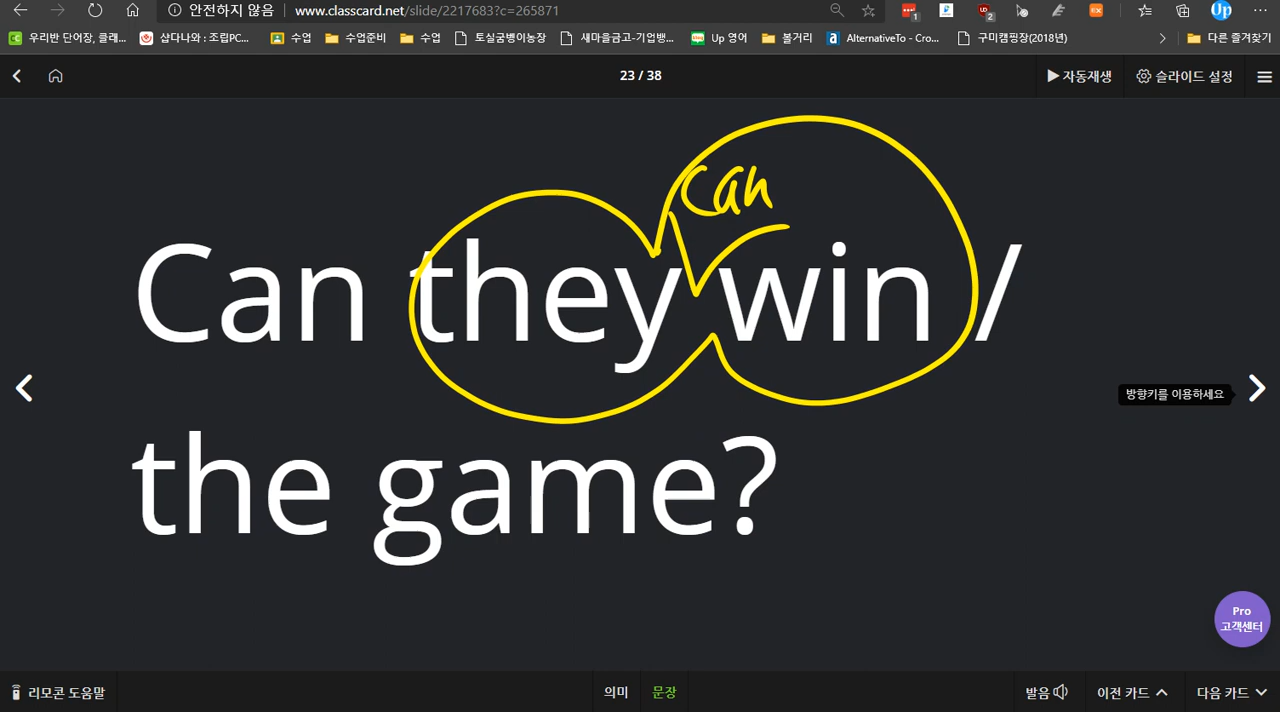 안전하지 않음 www.classcard.net/slide/2217683?c=265871
우리반 단어장, 클래... 샵다나와 : 조립PC... 수업 수업준비 수업 토실금뱅이농장 새마을금고-기업뱅... Up 영어 볼거리 AlternativeTo - Cro... 구미캠핑장(2018년) 다른 즐겨찾기
23 / 38 자동재생 슬라이드 설정
Can
Can they win /
the game?
방향키를 이용하세요
Pro
고객센터
리모콘 도움말 의미 문장 발음 이전 카드 다음 카드